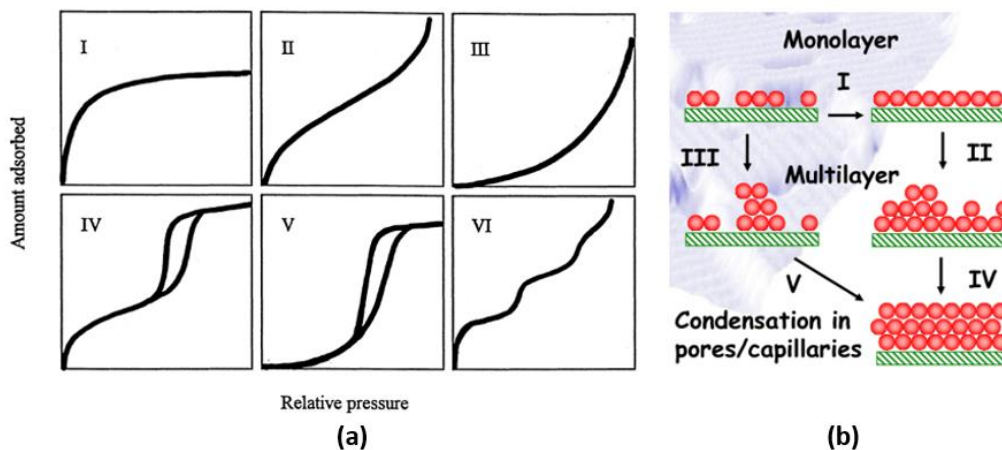 Amount adsorbed
I
II
III
IV
V
VI
Relative pressure
(a)
Monolayer
I
III
II
Multilayer
V
IV
Condensation in
pores/capillaries
(b)